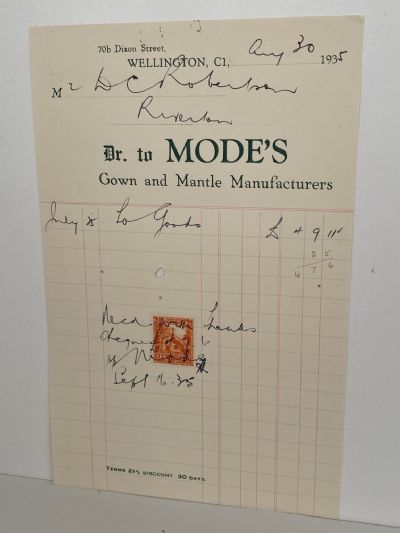 70b Dixon Street,
WELLINGTON, C1, Aug 30 1935
Mr D C Robertson
Riverton
Dr. to MODE'S
Gown and Mantle Manufacturers
July To Goods £ 4 9 11
2 5
4 7 6
Recd with thanks
cheque
Sept 16.35
TERMS 2½% DISCOUNT 30 DAYS